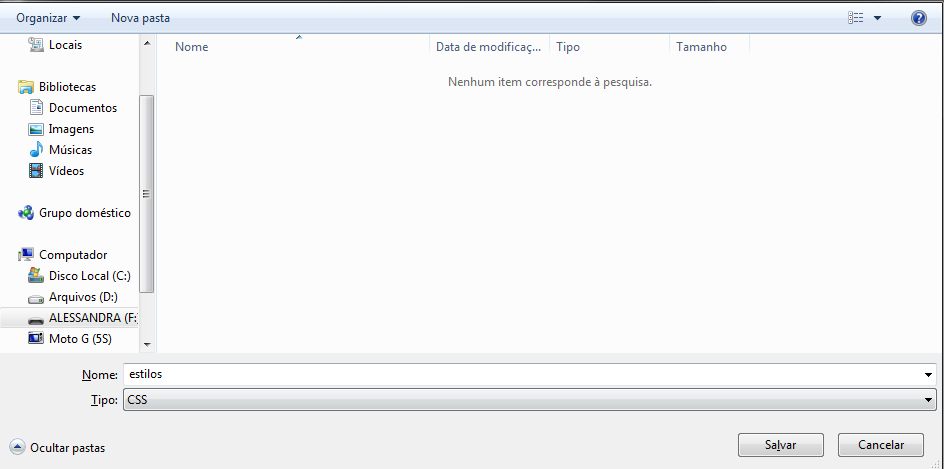 Organizar Nova pasta
Locais
Bibliotecas
Documentos
Imagens
Músicas
Vídeos
Grupo doméstico
Computador
Disco Local (C:)
Arquivos (D:)
ALESSANDRA (F:
Moto G (5S)
Nome Data de modificaç... Tipo Tamanho
Nenhum item corresponde à pesquisa.
Nome: estilos
Tipo: CSS
Ocultar pastas Salvar Cancelar